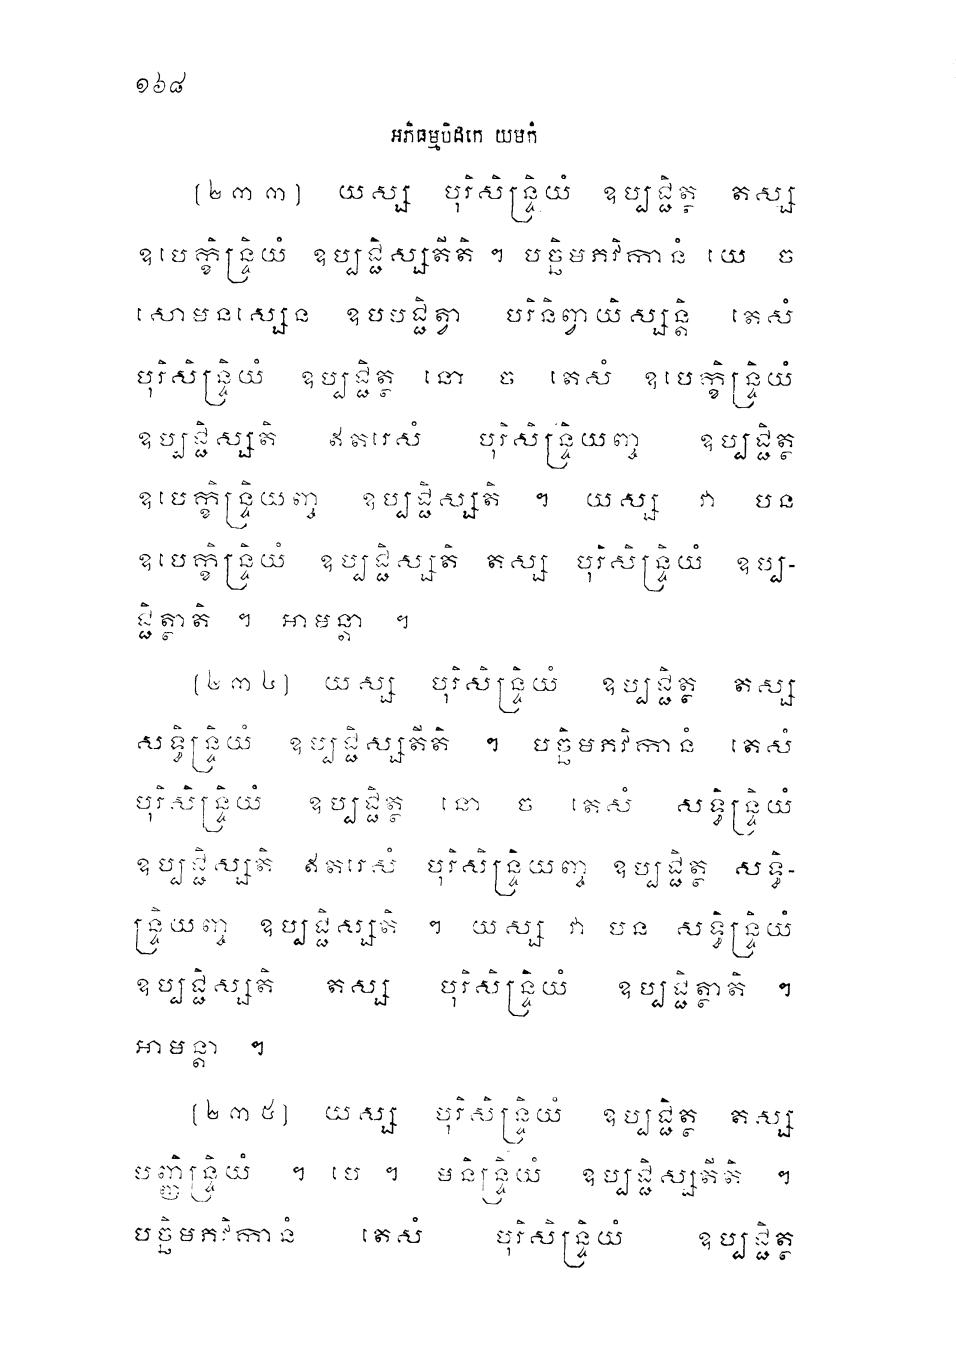 ១៦៨
អភិធម្មបិដកេ យមកំ
[២៣៣] យស្ស បុរិសិន្ទ្រិយំ ឧប្បជ្ជិត្ថ តស្ស
ឧបេក្ខិន្ទ្រិយំ ឧប្បជ្ជិស្សតីតិ ។ បច្ឆិមភវិកានំ យេ ច
សោមនស្សេន ឧបបជ្ជិត្វា បរិនិព្វាយិស្សន្តិ តេសំ
បុរិសិន្ទ្រិយំ ឧប្បជ្ជិត្ថ នោ ច តេសំ ឧបេក្ខិន្ទ្រិយំ
ឧប្បជ្ជិស្សតិ ឥតរេសំ បុរិសិន្ទ្រិយញ្ច ឧប្បជ្ជិត្ថ
ឧបេក្ខិន្ទ្រិយញ្ច ឧប្បជ្ជិស្សតិ ។ យស្ស វា បន
ឧបេក្ខិន្ទ្រិយំ ឧប្បជ្ជិស្សតិ តស្ស បុរិសិន្ទ្រិយំ ឧប្ប-
ជ្ជិត្ថាតិ ។ អាមន្តា ។
[២៣៤] យស្ស បុរិសិន្ទ្រិយំ ឧប្បជ្ជិត្ថ តស្ស
សទ្ធិន្ទ្រិយំ ឧប្បជ្ជិស្សតីតិ ។ បច្ឆិមភវិកានំ តេសំ
បុរិសិន្ទ្រិយំ ឧប្បជ្ជិត្ថ នោ ច តេសំ សទ្ធិន្ទ្រិយំ
ឧប្បជ្ជិស្សតិ ឥតរេសំ បុរិសិន្ទ្រិយញ្ច ឧប្បជ្ជិត្ថ សទ្ធិ-
ន្ទ្រិយញ្ច ឧប្បជ្ជិស្សតិ ។ យស្ស វា បន សទ្ធិន្ទ្រិយំ
ឧប្បជ្ជិស្សតិ តស្ស បុរិសិន្ទ្រិយំ ឧប្បជ្ជិត្ថាតិ ។
អាមន្តា ។
[២៣៥] យស្ស បុរិសិន្ទ្រិយំ ឧប្បជ្ជិត្ថ តស្ស
បញ្ញិន្ទ្រិយំ ។ បេ ។ មនិន្ទ្រិយំ ឧប្បជ្ជិស្សតីតិ ។
បច្ឆិមភវិកានំ តេសំ បុរិសិន្ទ្រិយំ ឧប្បជ្ជិត្ថ